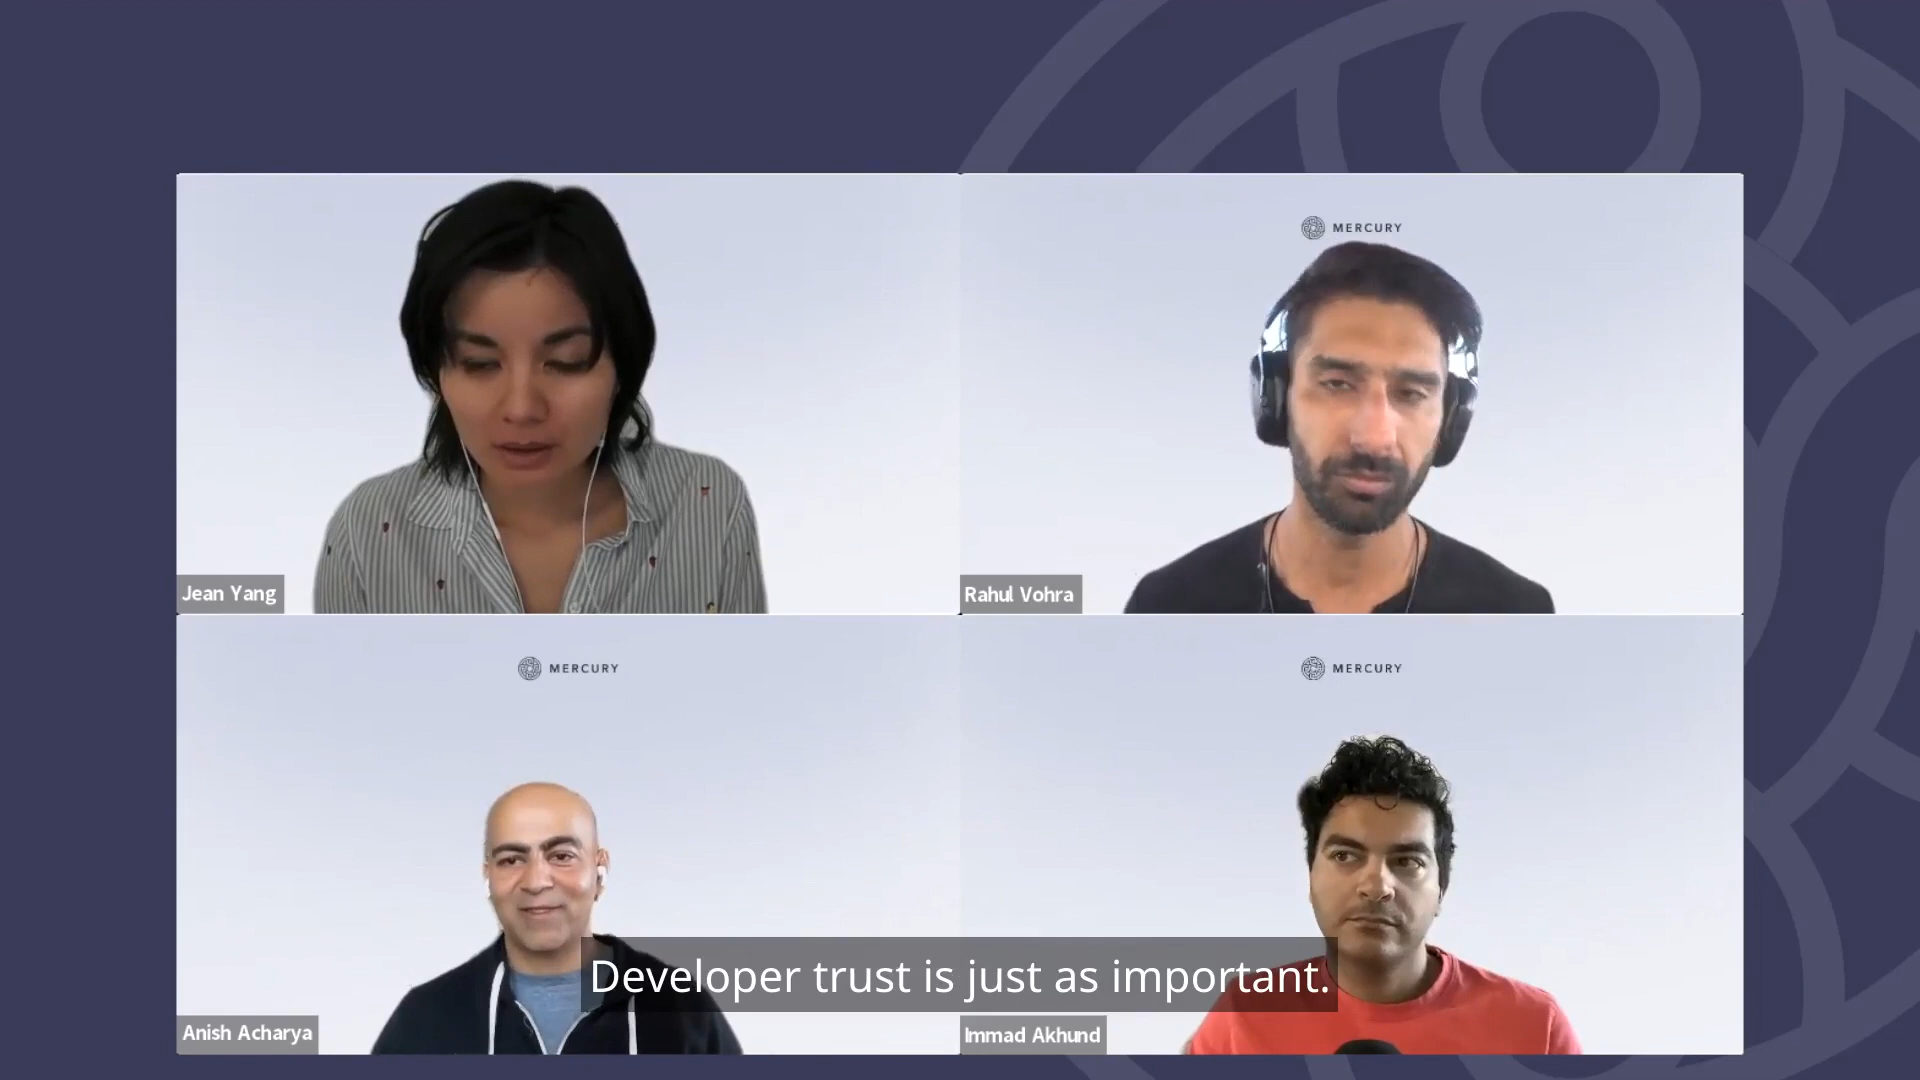 MERCURY
Jean Yang
Rahul Vohra
MERCURY
MERCURY
Developer trust is just as important.
Anish Acharya
Immad Akhund